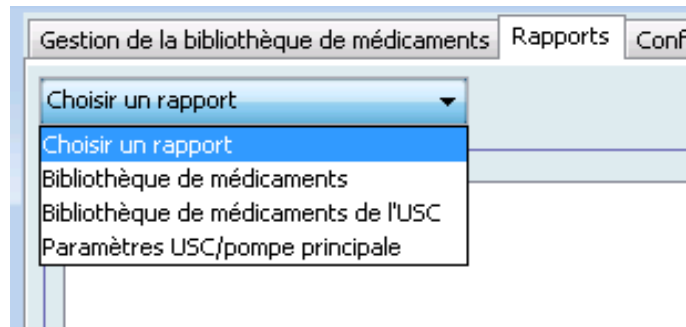 Gestion de la bibliothèque de médicaments Rapports Conf
Choisir un rapport
Choisir un rapport
Bibliothèque de médicaments
Bibliothèque de médicaments de l'USC
Paramètres USC/pompe principale